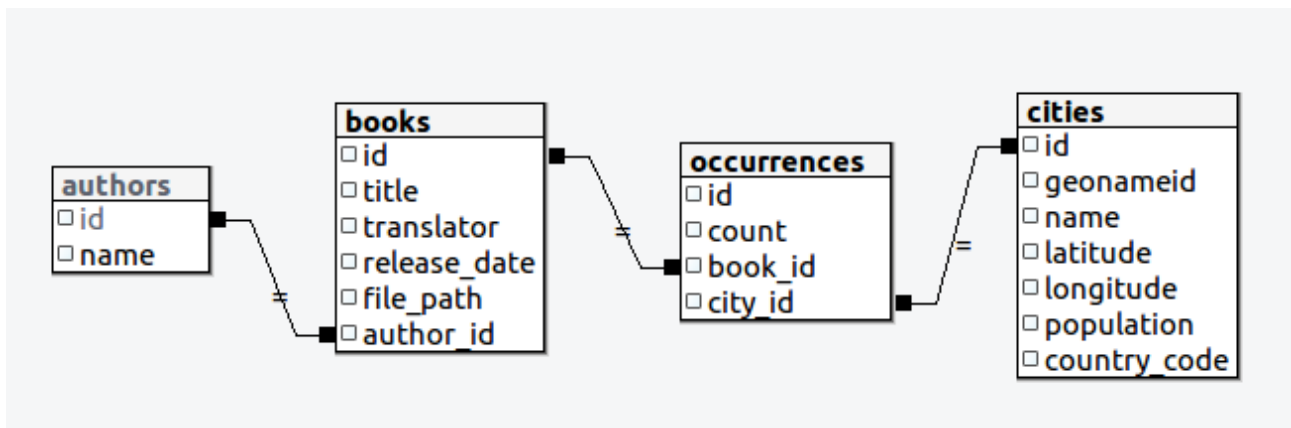 authors
id
name
books
id
title
translator
release_date
file_path
author_id
occurrences
id
count
book_id
city_id
cities
id
geonameid
name
latitude
longitude
population
country_code
=
=
=